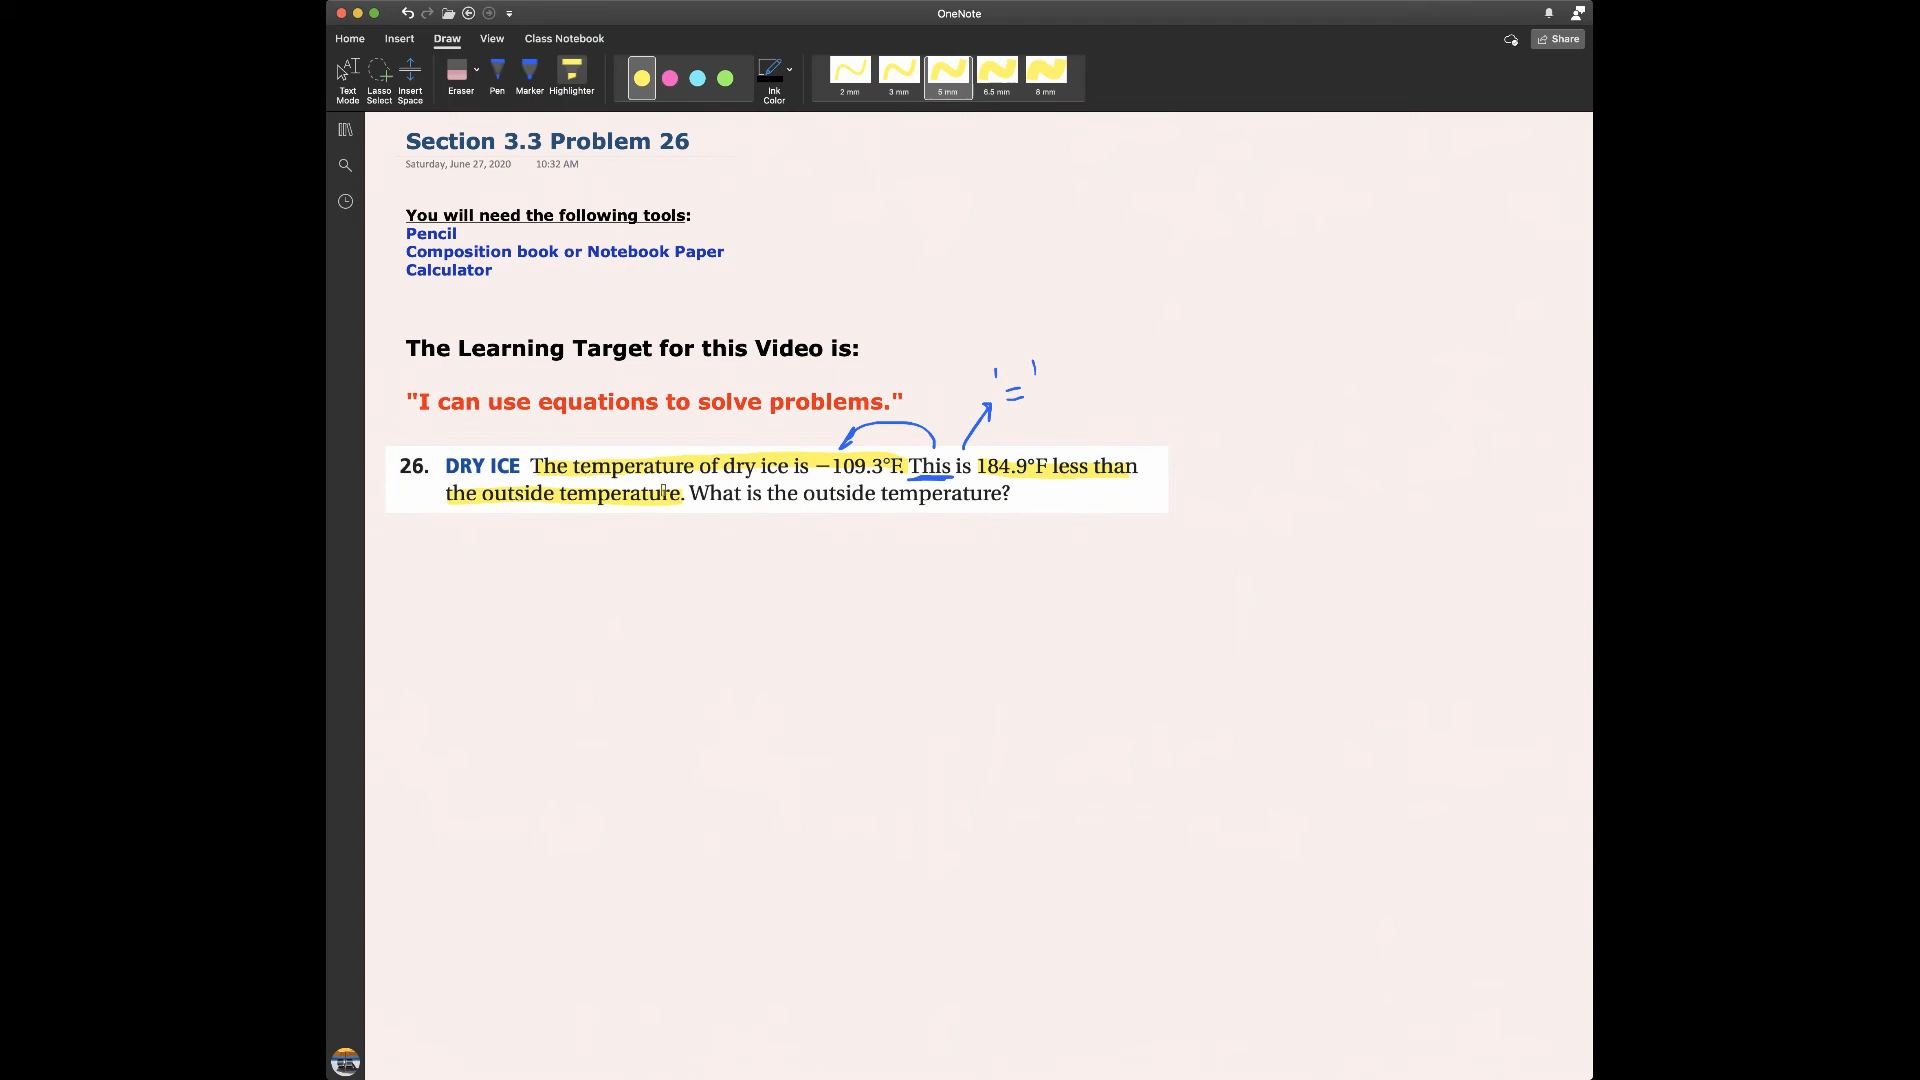 OneNote
Home Insert Draw View Class Notebook
Share
Text Mode
Lasso Select
Insert Space
Eraser
Pen
Marker
Highlighter
Ink Color
2 mm
3 mm
5 mm
6.5 mm
8 mm
Section 3.3 Problem 26
Saturday, June 27, 2020 10:32 AM
You will need the following tools:
Pencil
Composition book or Notebook Paper
Calculator
The Learning Target for this Video is:
' = '
"I can use equations to solve problems."
26. DRY ICE The temperature of dry ice is −109.3°F. This is 184.9°F less than
the outside temperature. What is the outside temperature?